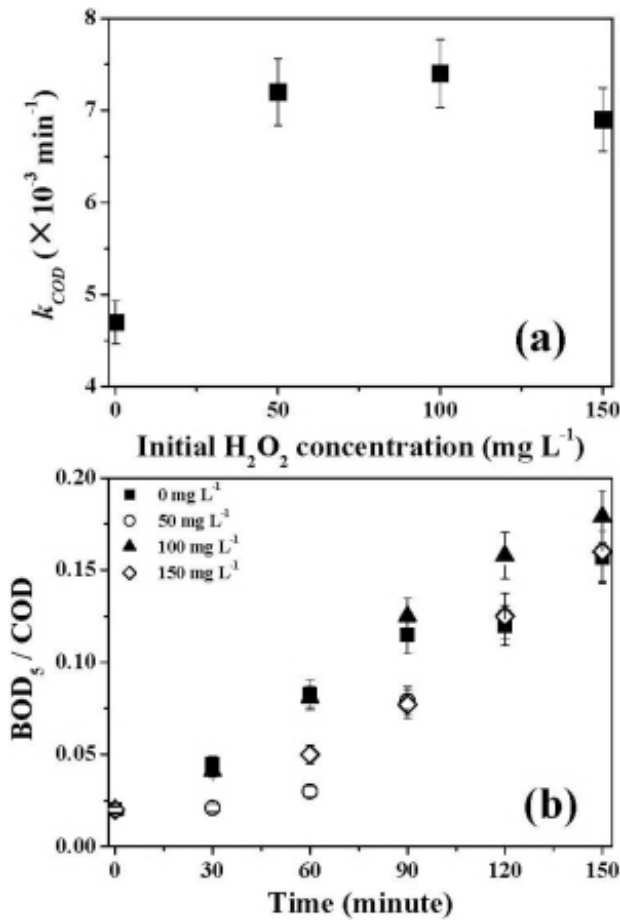 8
7
6
5
4
k_COD (×10⁻³ min⁻¹)
(a)
0 50 100 150
Initial H₂O₂ concentration (mg L⁻¹)
0.20
0.15
0.10
0.05
0.00
BOD₅ / COD
0 mg L⁻¹
50 mg L⁻¹
100 mg L⁻¹
150 mg L⁻¹
(b)
0 30 60 90 120 150
Time (minute)